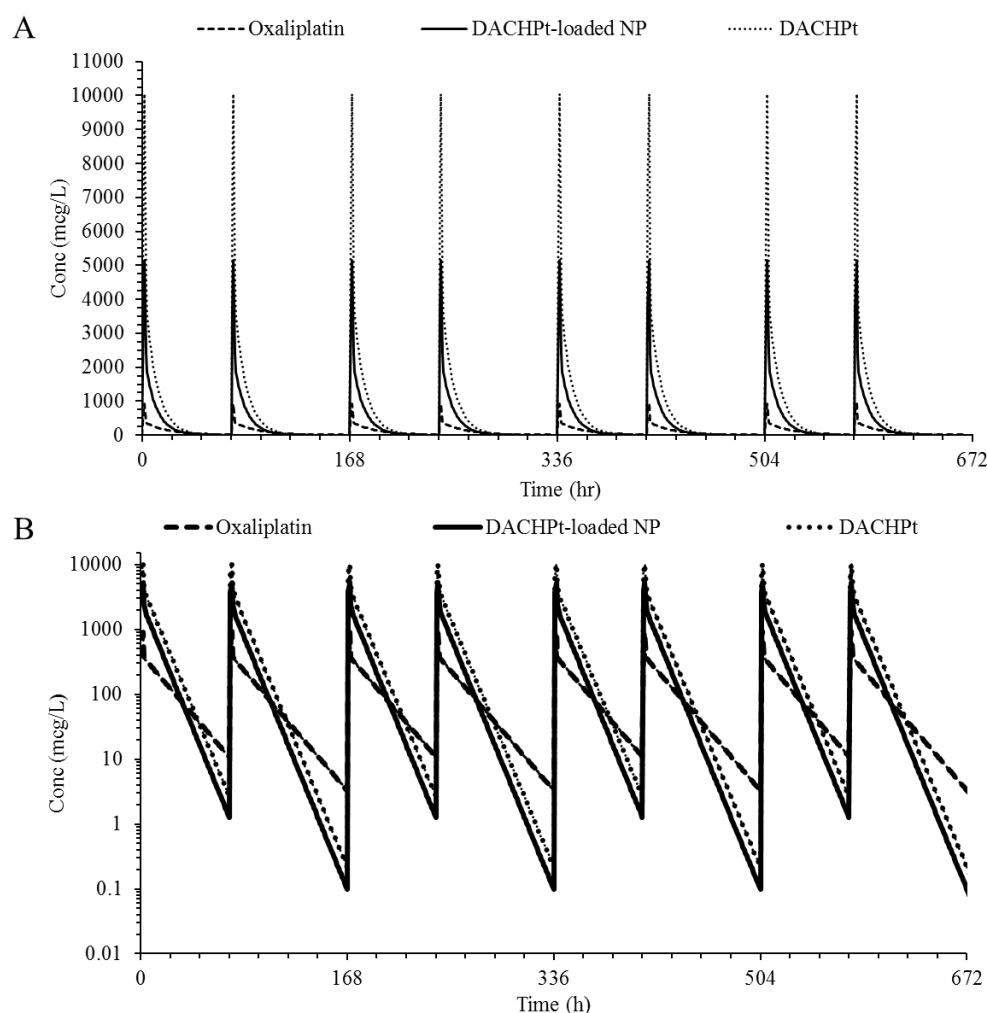 A
Oxaliplatin DACHPt-loaded NP DACHPt
11000
10000
9000
8000
7000
6000
5000
4000
3000
2000
1000
0
Conc (mcg/L)
0 168 336 504 672
Time (hr)
B
Oxaliplatin DACHPt-loaded NP DACHPt
10000
1000
100
10
1
0.1
0.01
Conc (mcg/L)
0 168 336 504 672
Time (h)